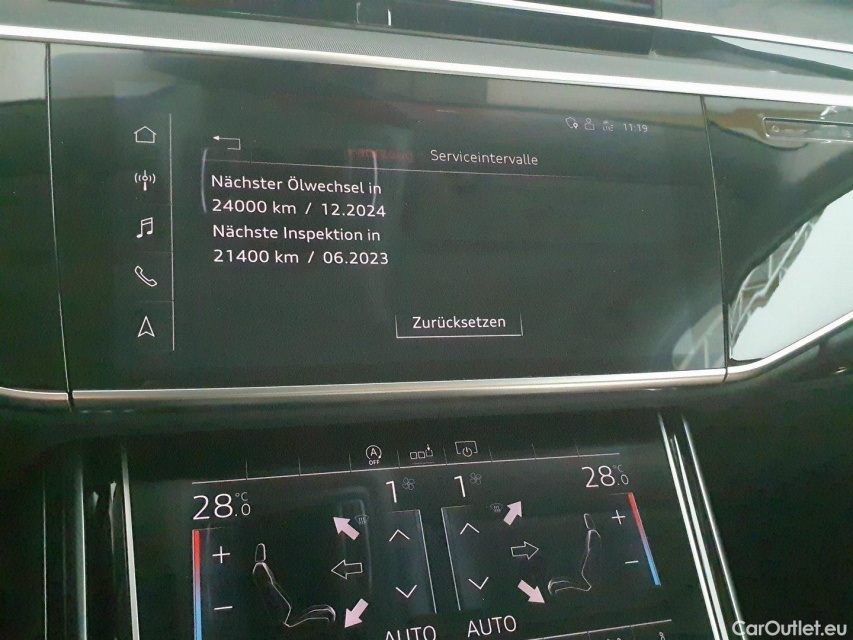 LTE 11:19
Serviceintervalle
Nächster Ölwechsel in
24000 km / 12.2024
Nächste Inspektion in
21400 km / 06.2023
Zurücksetzen
OFF
28.0 °C 1 1 28.0 °C
+ +
− −
AUTO AUTO
CarOutlet.eu